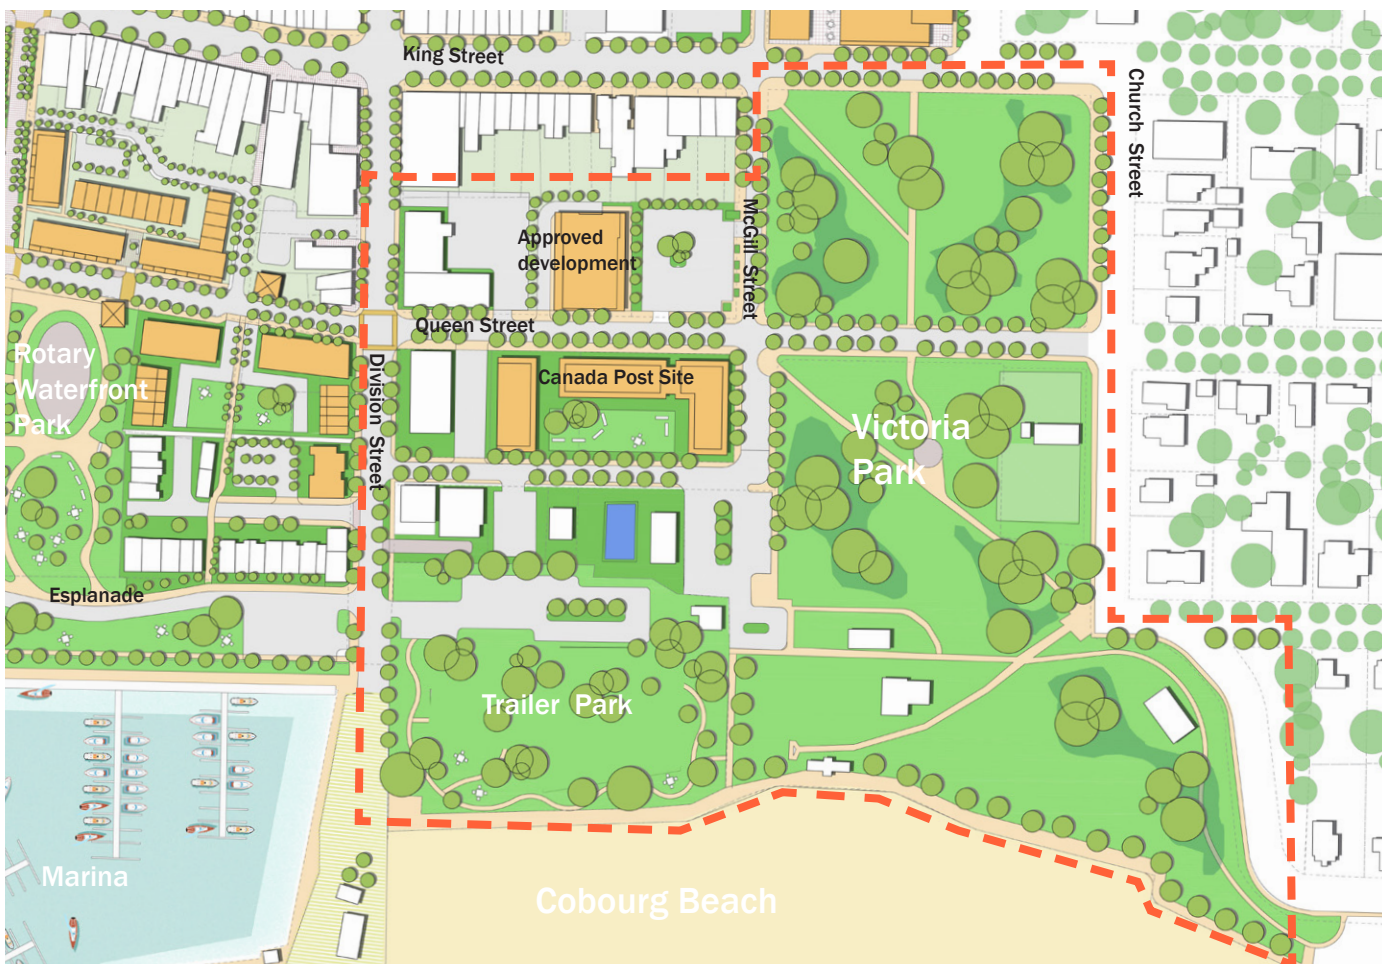 King Street
Church Street
Approved
development
McGill Street
Queen Street
Rotary
Waterfront
Park
Division Street
Canada Post Site
Victoria
Park
Esplanade
Trailer Park
Marina
Cobourg Beach